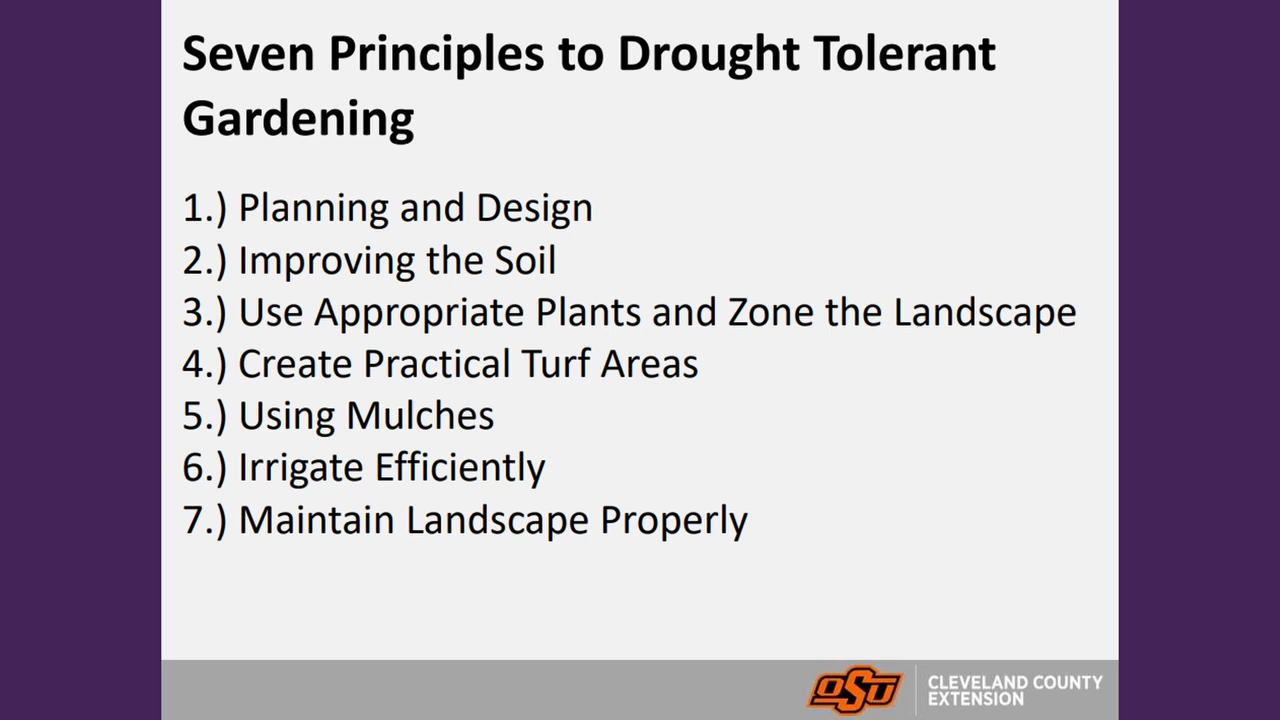 Seven Principles to Drought Tolerant
Gardening
1.) Planning and Design
2.) Improving the Soil
3.) Use Appropriate Plants and Zone the Landscape
4.) Create Practical Turf Areas
5.) Using Mulches
6.) Irrigate Efficiently
7.) Maintain Landscape Properly
OSU
CLEVELAND COUNTY
EXTENSION